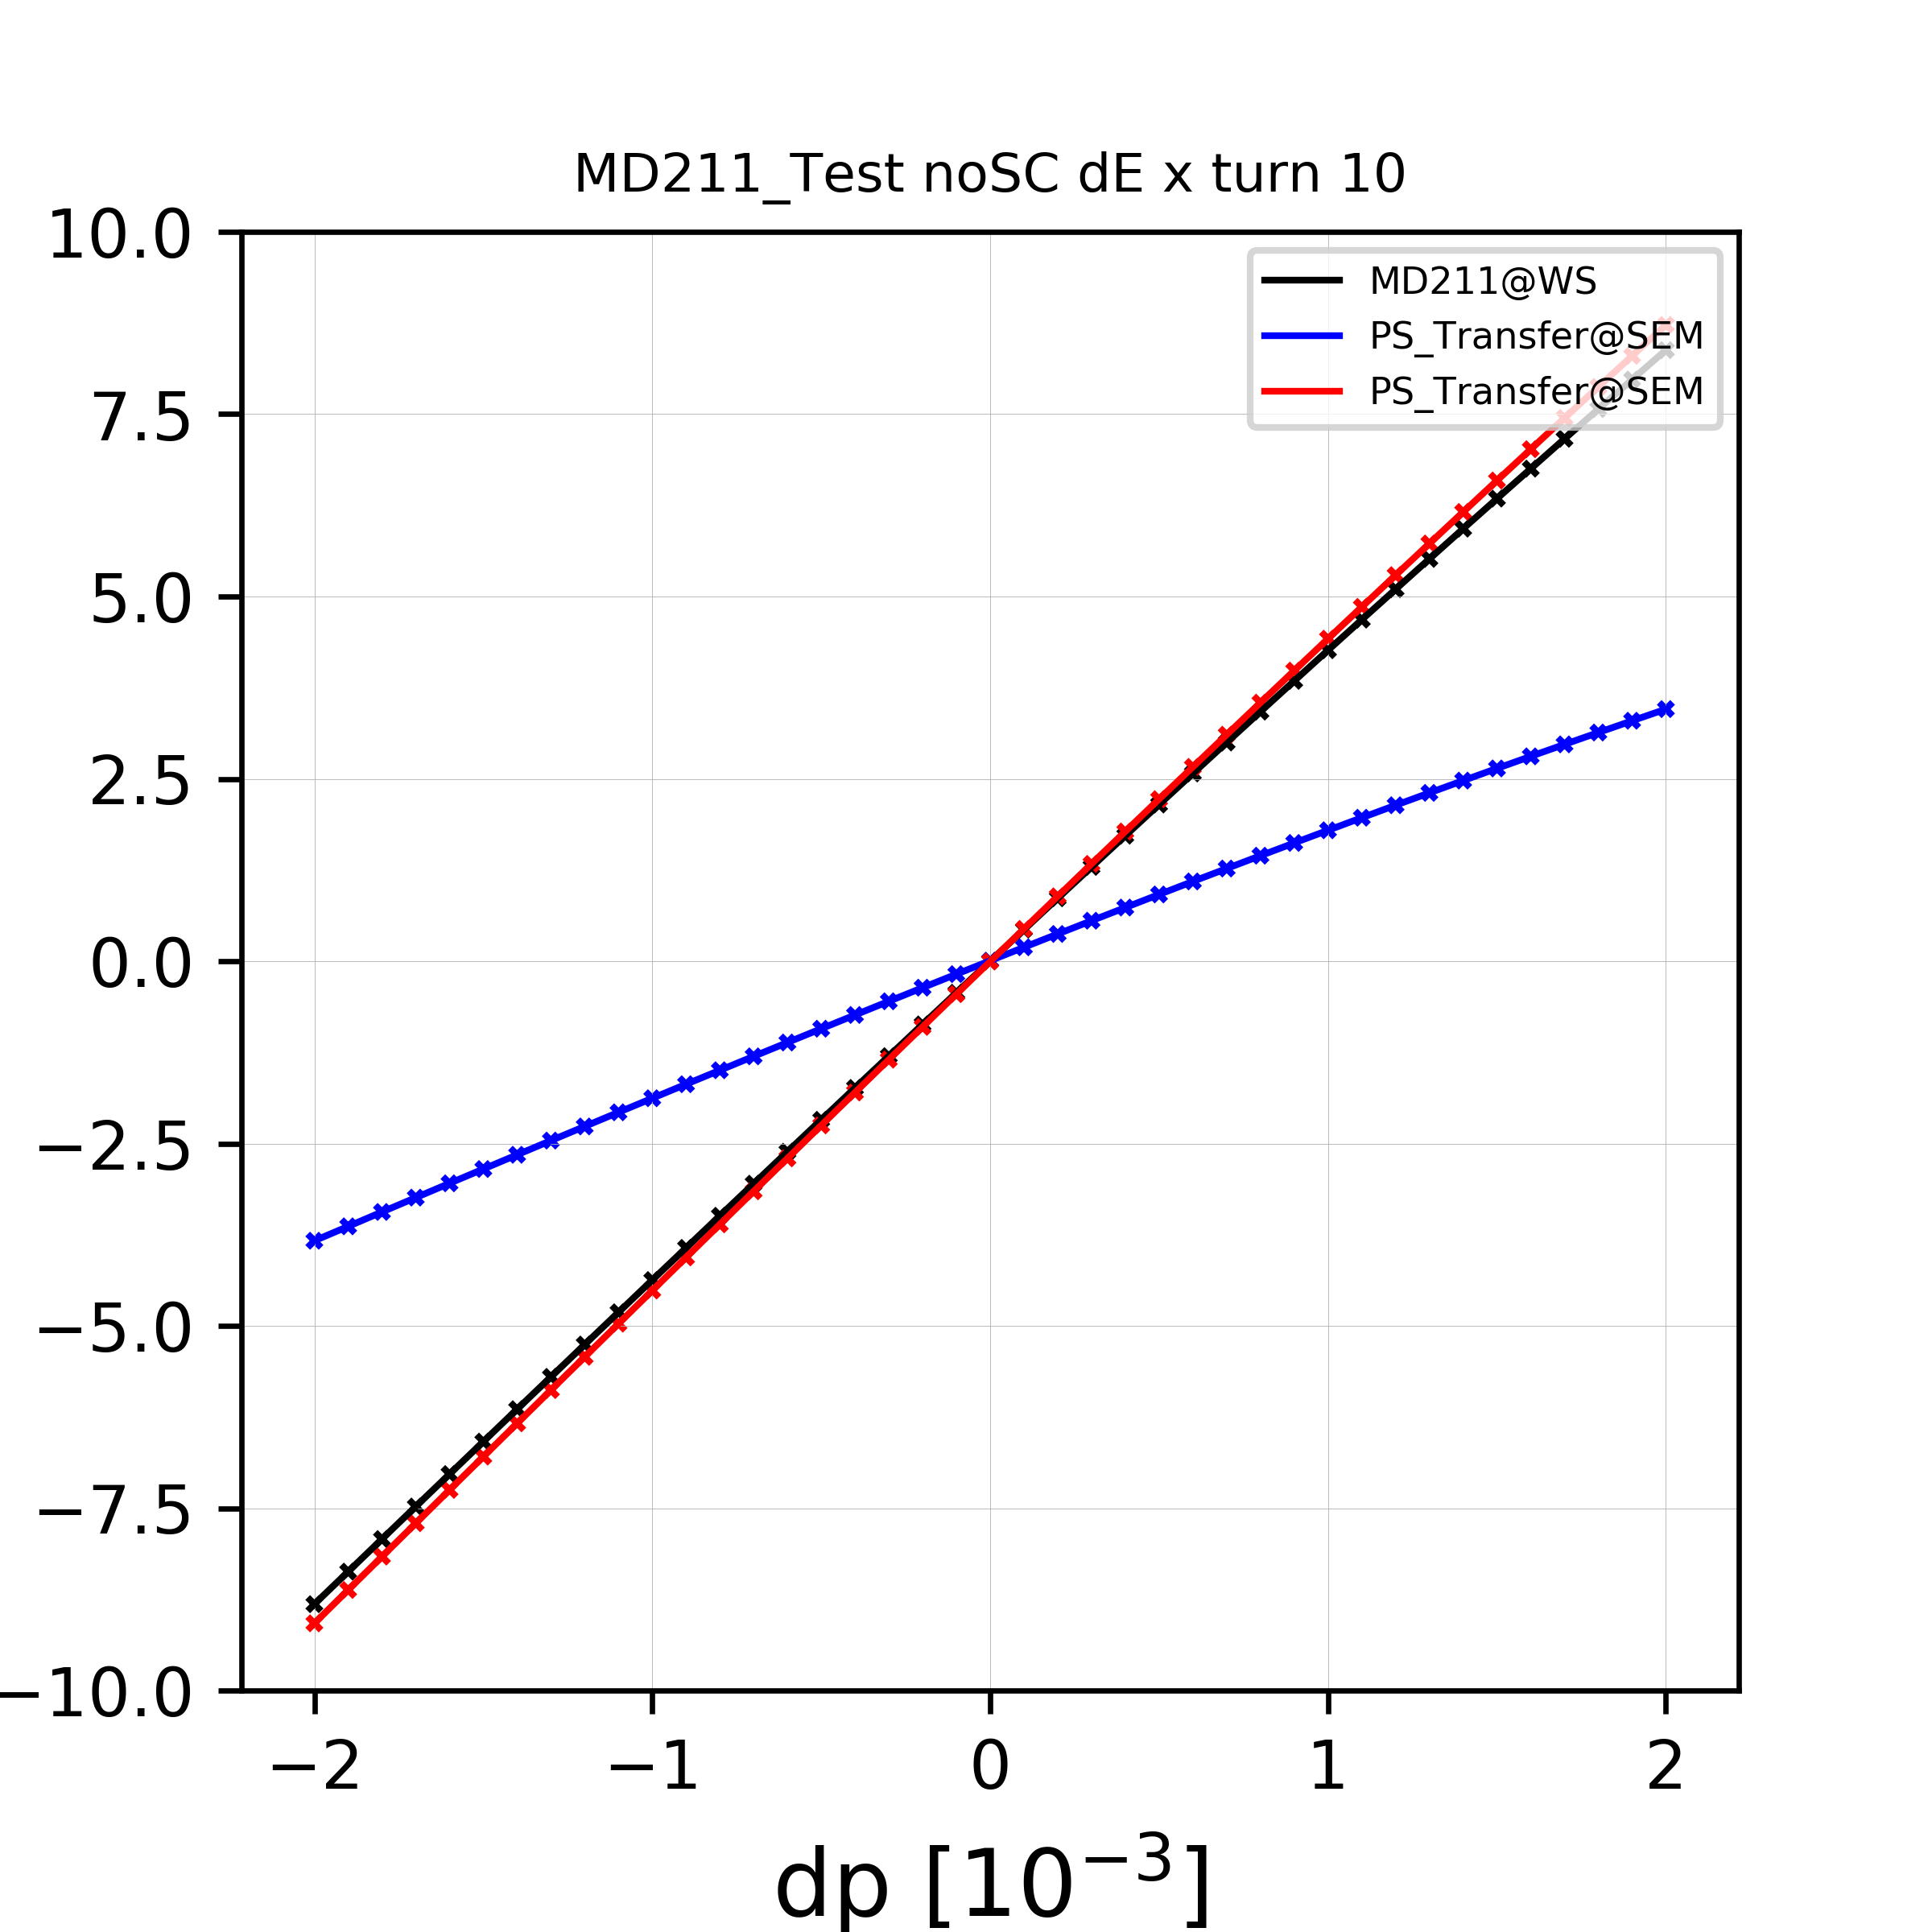 MD211_Test noSC dE x turn 10
10.0
7.5
5.0
2.5
0.0
−2.5
−5.0
−7.5
−10.0
MD211@WS
PS_Transfer@SEM
PS_Transfer@SEM
−2 −1 0 1 2
dp [10⁻³]